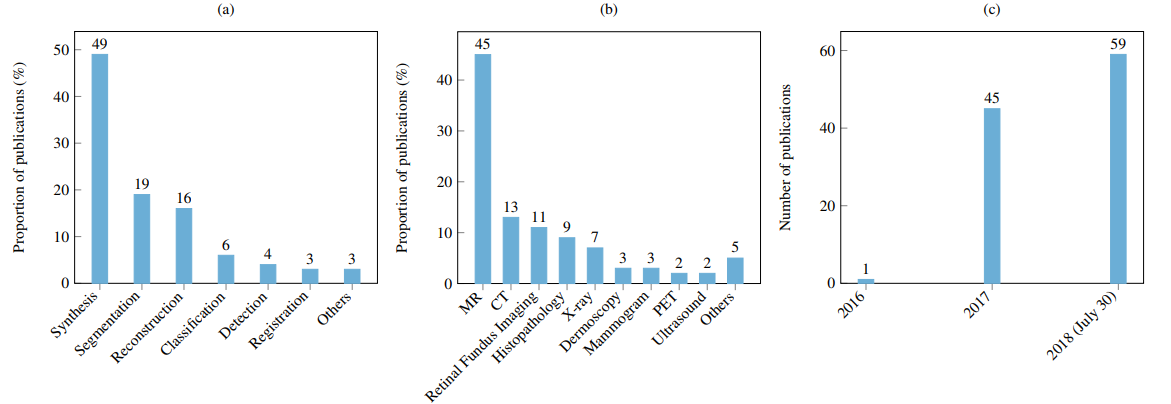 (a)
Proportion of publications (%)
0
10
20
30
40
50
49
19
16
6
4
3
3
Synthesis
Segmentation
Reconstruction
Classification
Detection
Registration
Others
(b)
Proportion of publications (%)
0
10
20
30
40
45
13
11
9
7
3
3
2
2
5
MR
CT
Retinal Fundus Imaging
Histopathology
X-ray
Dermoscopy
Mammogram
PET
Ultrasound
Others
(c)
Number of publications
0
20
40
60
1
45
59
2016
2017
2018 (July 30)